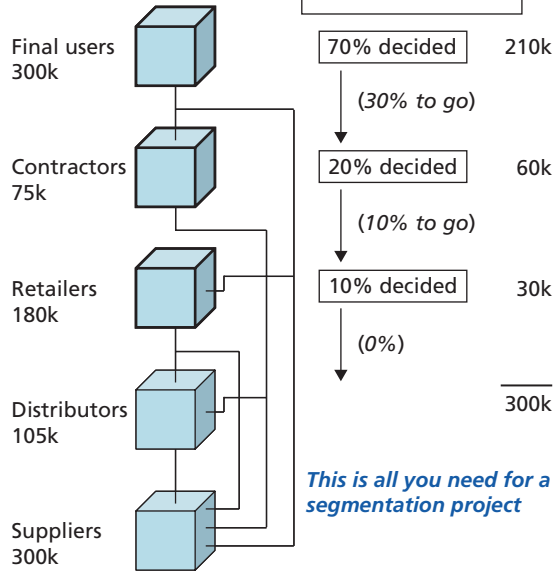 Final users
300k
70% decided
210k
(30% to go)
Contractors
75k
20% decided
60k
(10% to go)
Retailers
180k
10% decided
30k
(0%)
Distributors
105k
300k
This is all you need for a
segmentation project
Suppliers
300k